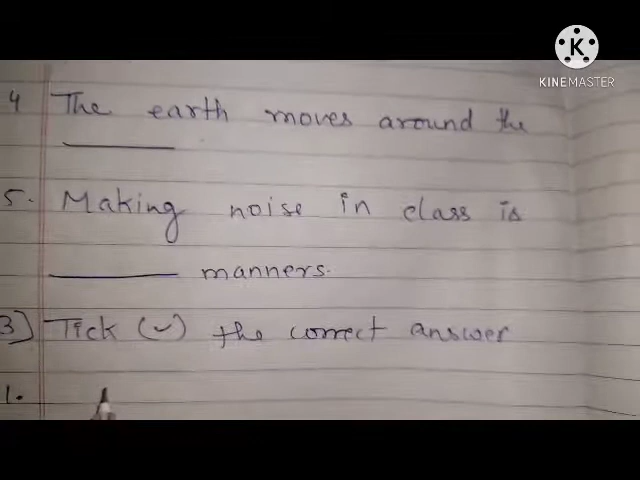 KINEMASTER
4 The earth moves around the
5. Making noise in class is
manners.
3] Tick (✓) the correct answer
1.